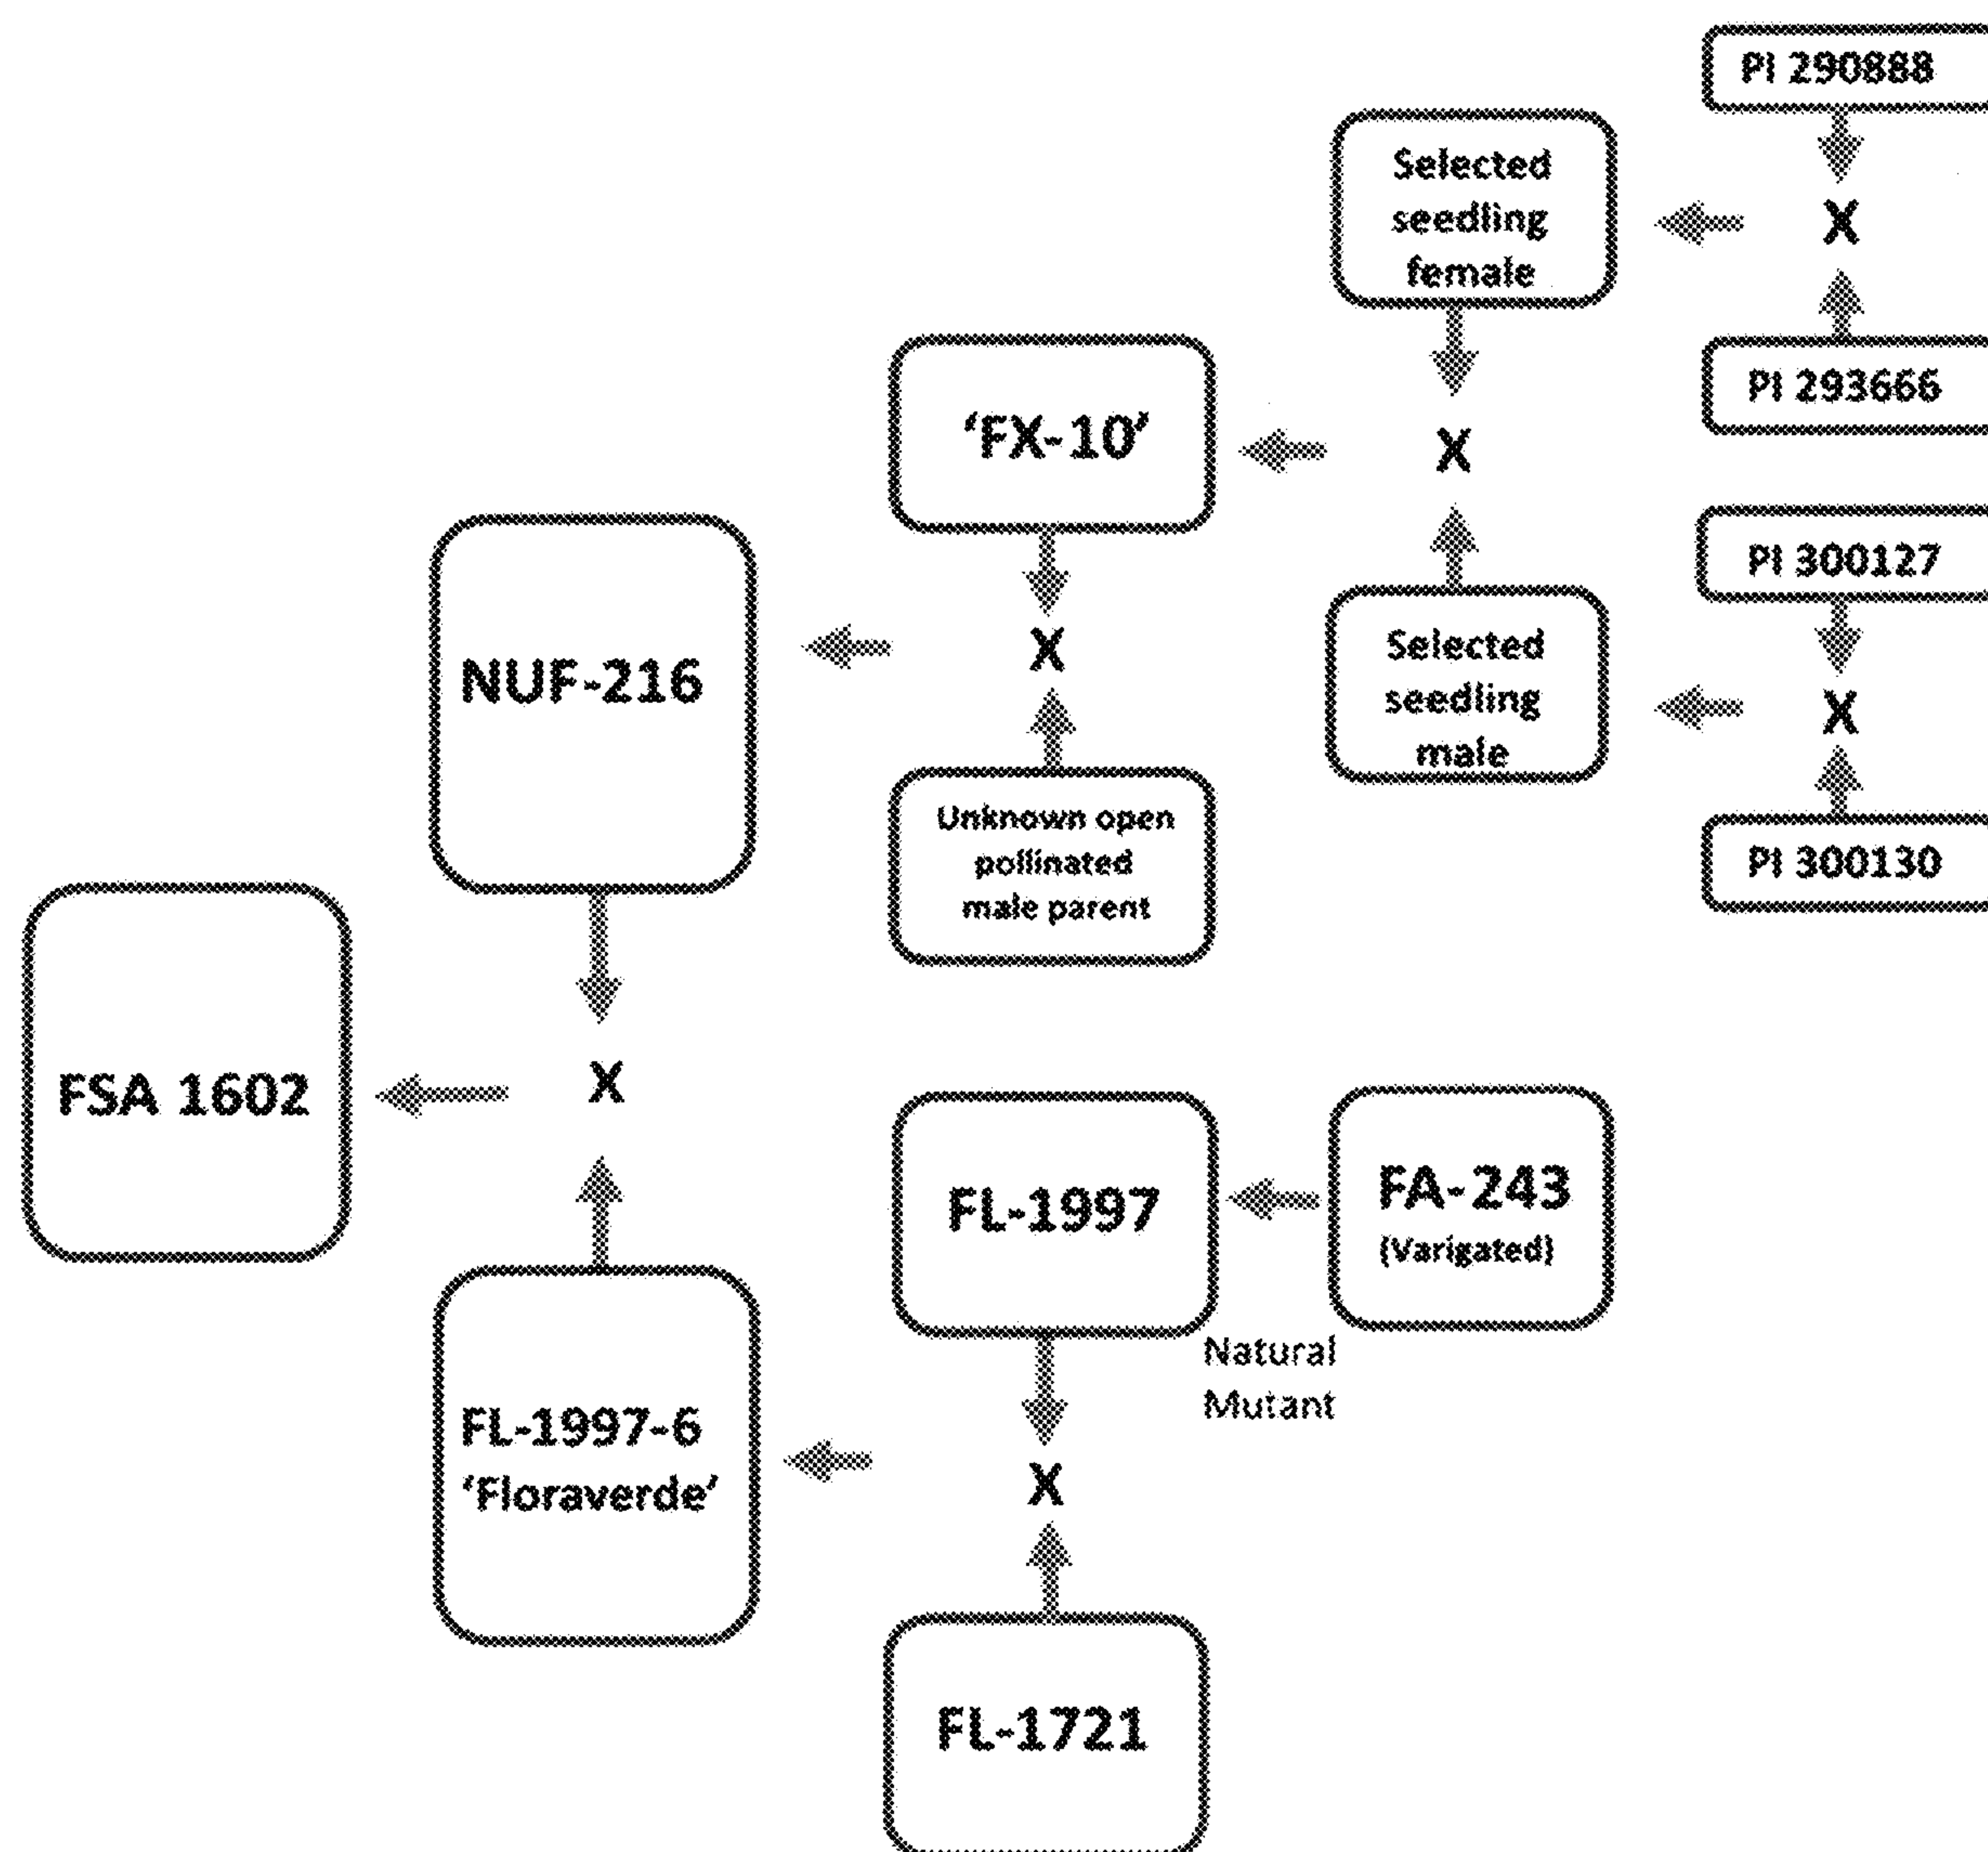 PI 290888
Selected
seedling
female
X
PI 293666
'FX-10'
X
PI 300127
NUF-216
X
Selected
seedling
male
X
Unknown open
pollinated
male parent
PI 300130
FSA 1602
X
FL-1997
FA-243
(Varigated)
Natural
Mutant
FL-1997-6
'Floraverde'
X
FL-1721